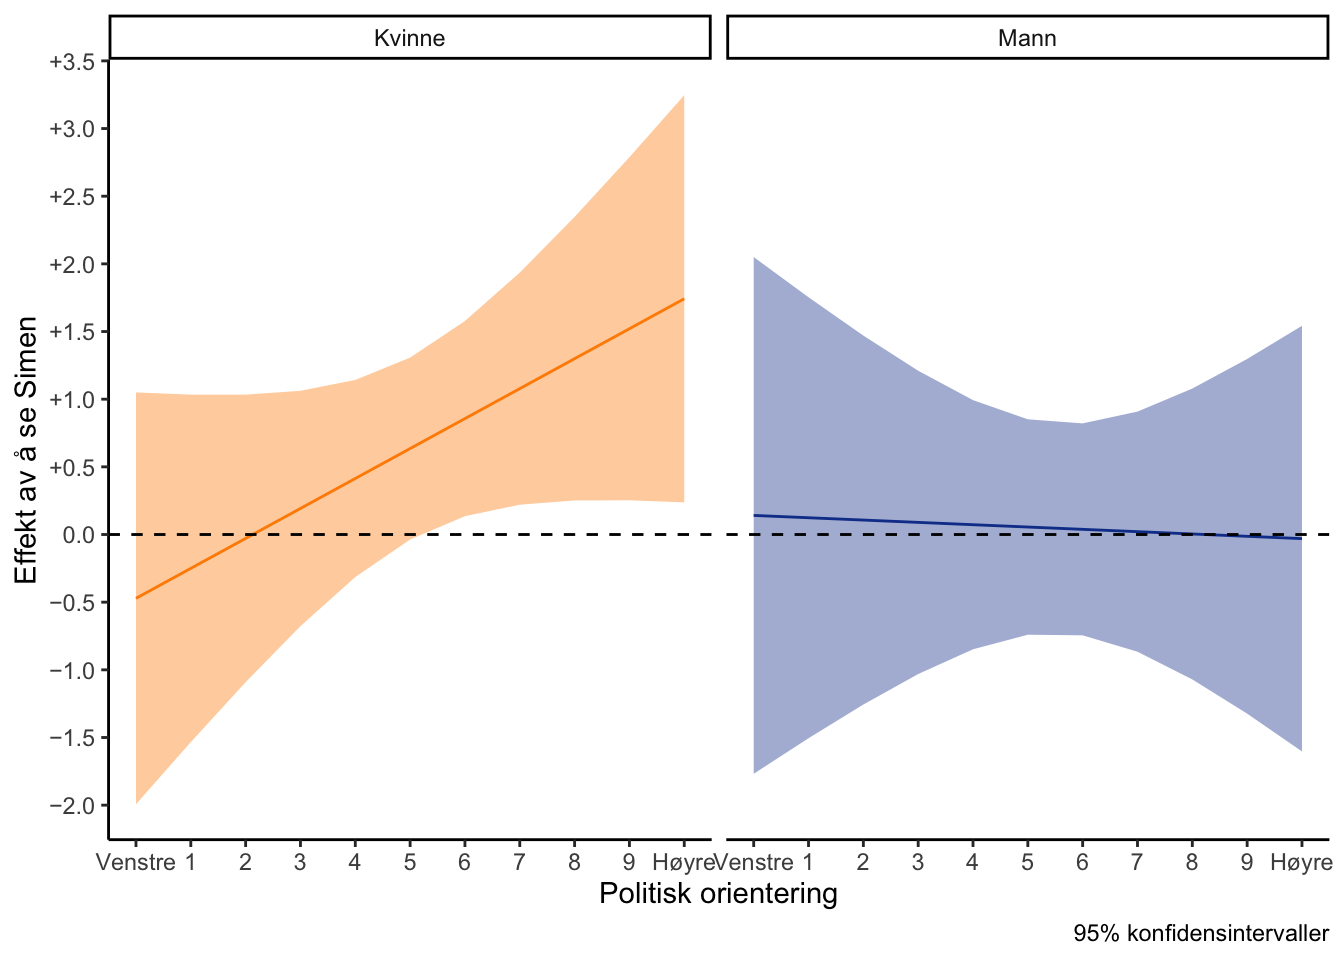 Kvinne Mann
Effekt av å se Simen
+3.5
+3.0
+2.5
+2.0
+1.5
+1.0
+0.5
0.0
−0.5
−1.0
−1.5
−2.0
Venstre 1 2 3 4 5 6 7 8 9 Høyre Venstre 1 2 3 4 5 6 7 8 9 Høyre
Politisk orientering
95% konfidensintervaller